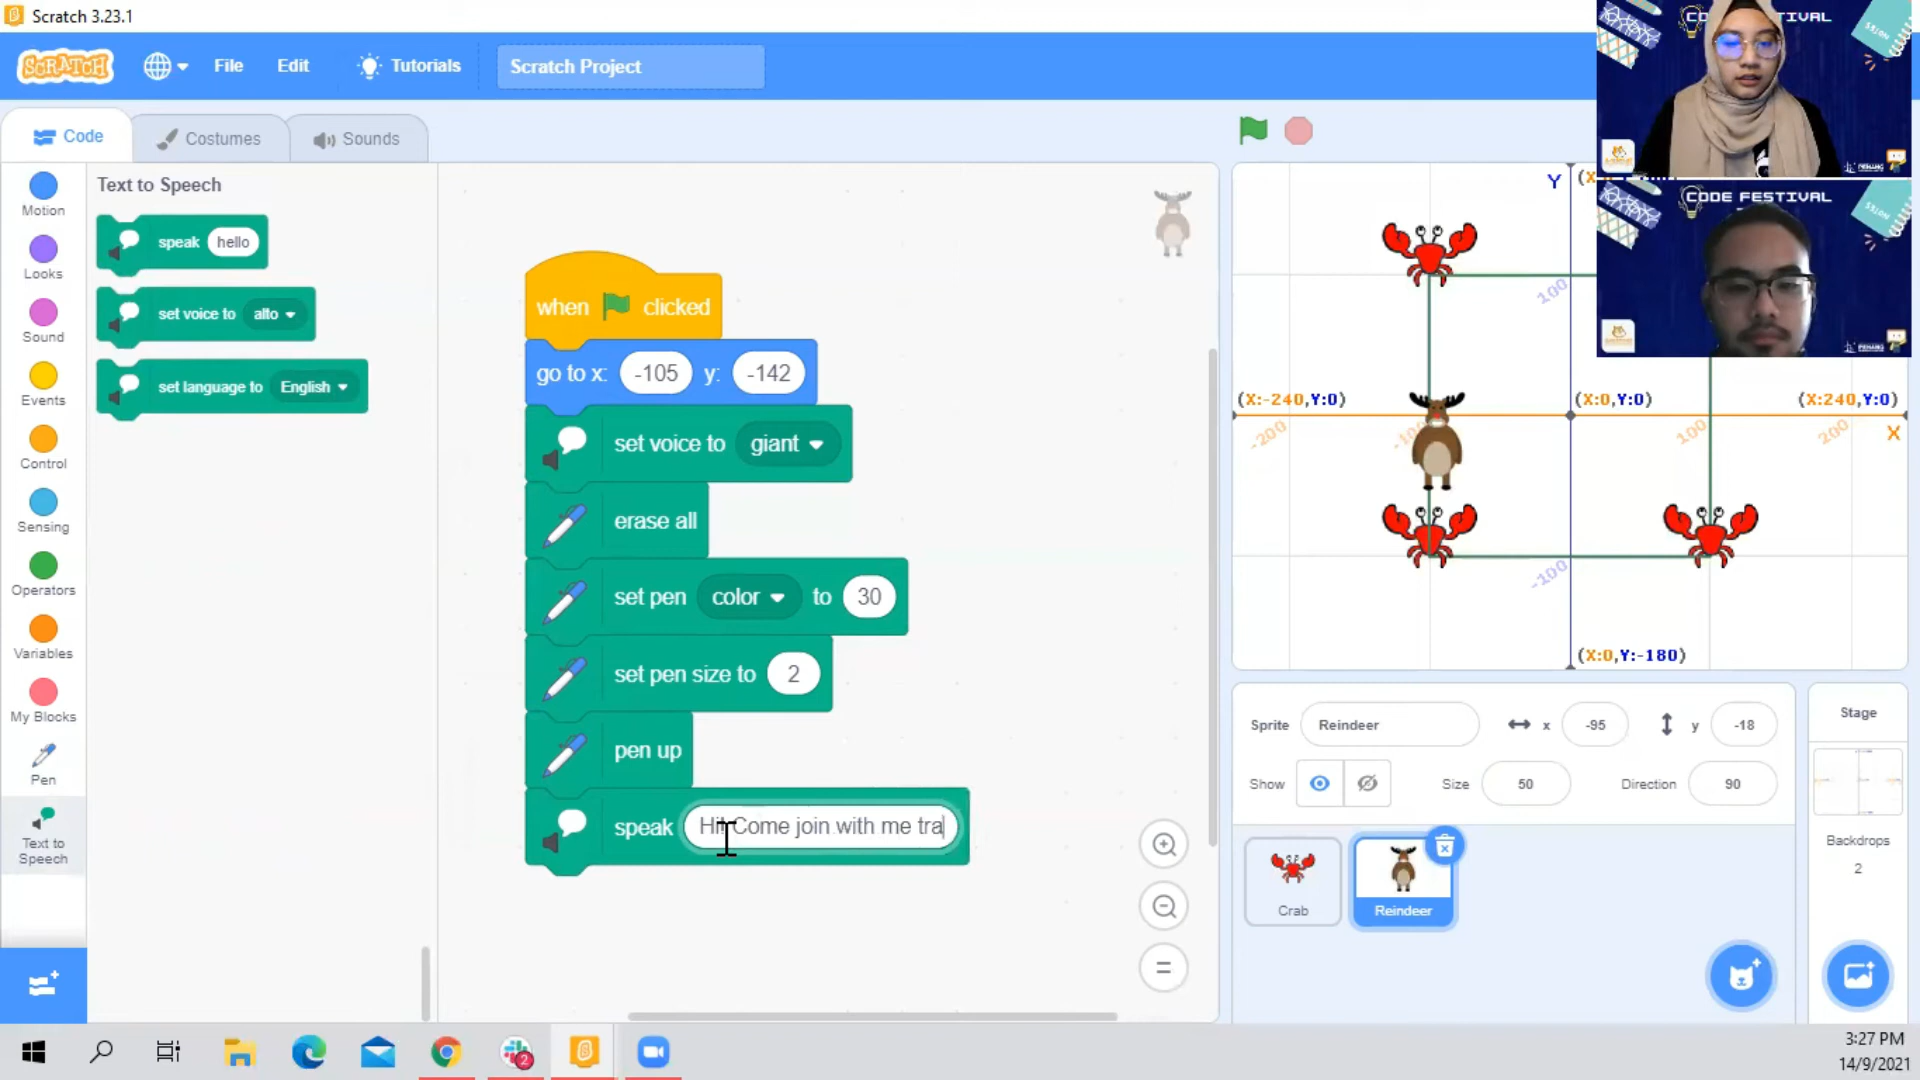 Scratch 3.23.1
SCRATCH
File
Edit
Tutorials
Scratch Project
Code
Costumes
Sounds
Motion
Looks
Sound
Events
Control
Sensing
Operators
Variables
My Blocks
Pen
Text to Speech
Text to Speech
speak hello
set voice to alto
set language to English
when clicked
go to x: -105 y: -142
set voice to giant
erase all
set pen color to 30
set pen size to 2
pen up
speak Hi! Come join with me tra
Y
100
(X:-240,Y:0)
(X:0,Y:0)
(X:240,Y:0)
-200
100
200
X
-100
(X:0,Y:-180)
CODE FESTIVAL
NOTES
PENANG
Sprite
Reindeer
x
-95
y
-18
Show
Size
50
Direction
90
Crab
Reindeer
Stage
Backdrops
2
2
3:27 PM
14/9/2021